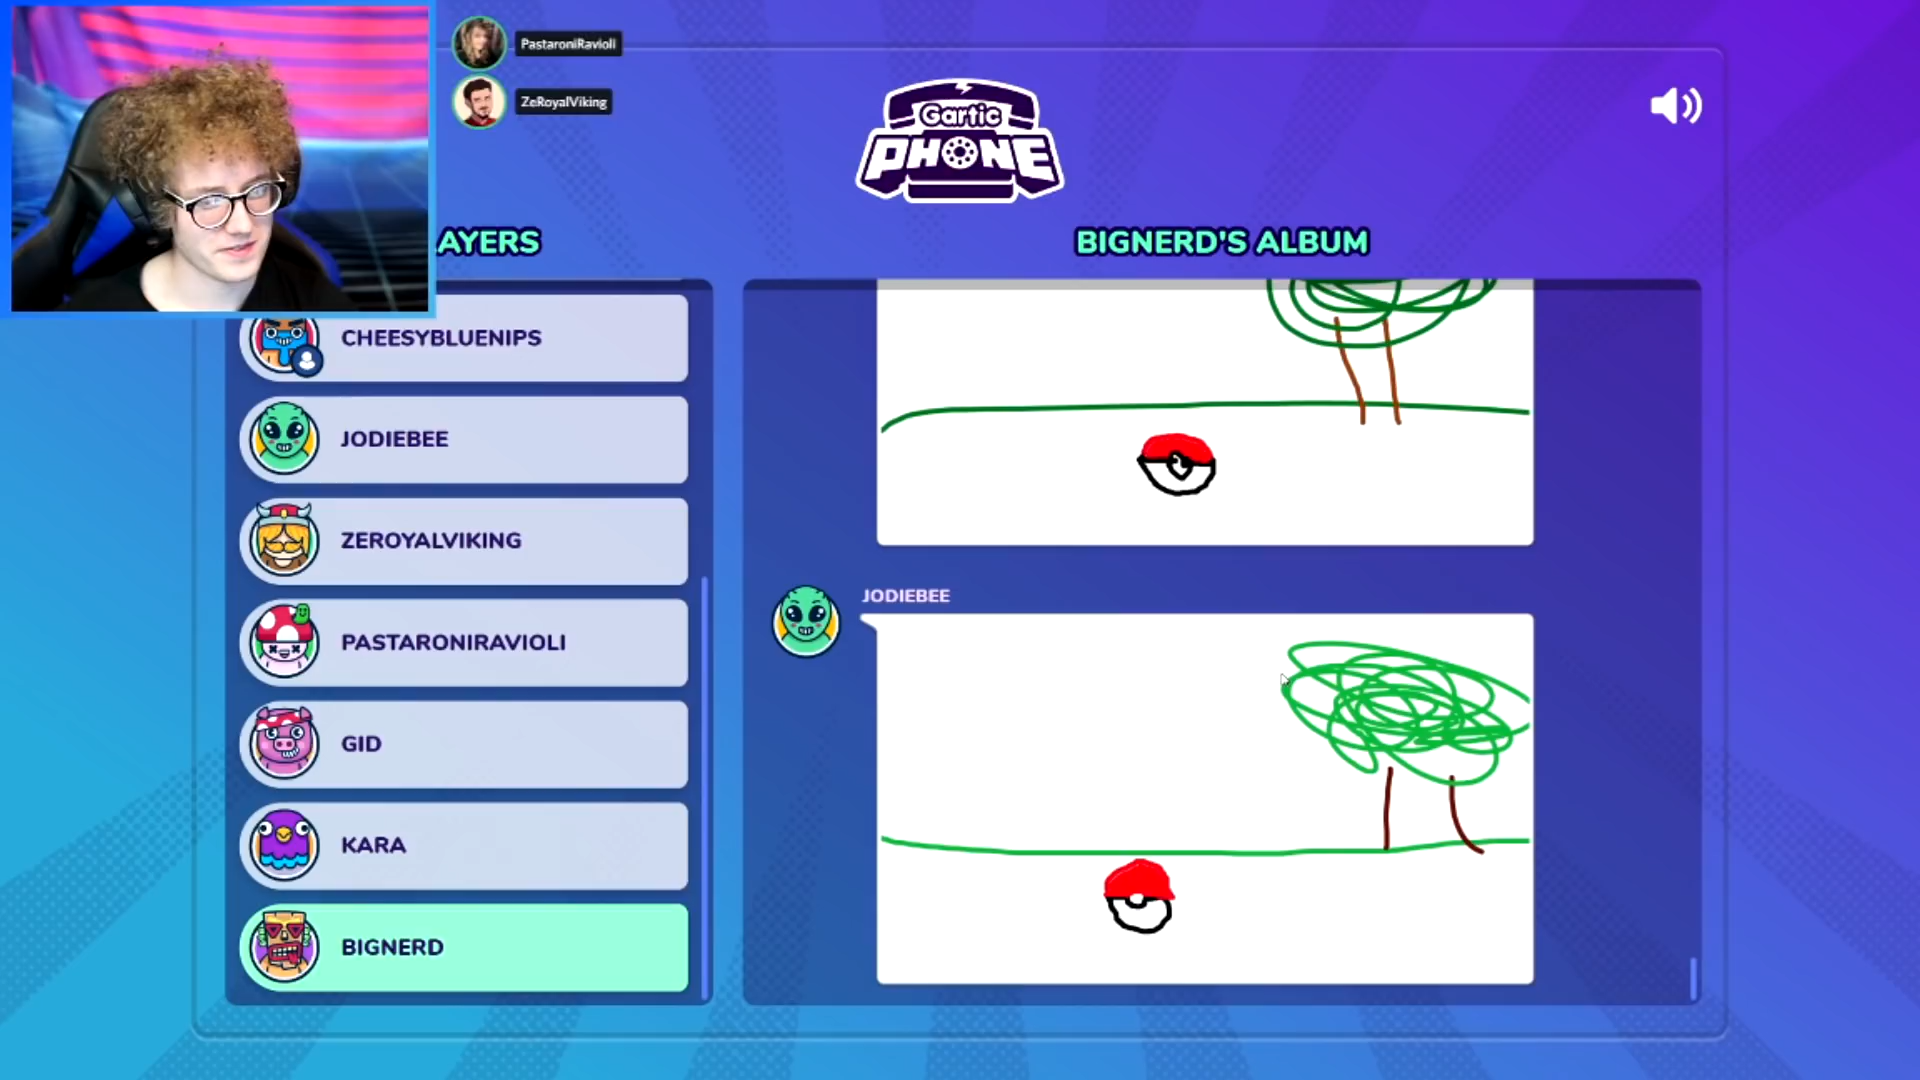 PastaroniRavioli
ZeRoyalViking
Gartic
PHONE
AYERS
BIGNERD'S ALBUM
CHEESYBLUENIPS
JODIEBEE
ZEROYALVIKING
PASTARONIRAVIOLI
GID
KARA
BIGNERD
JODIEBEE